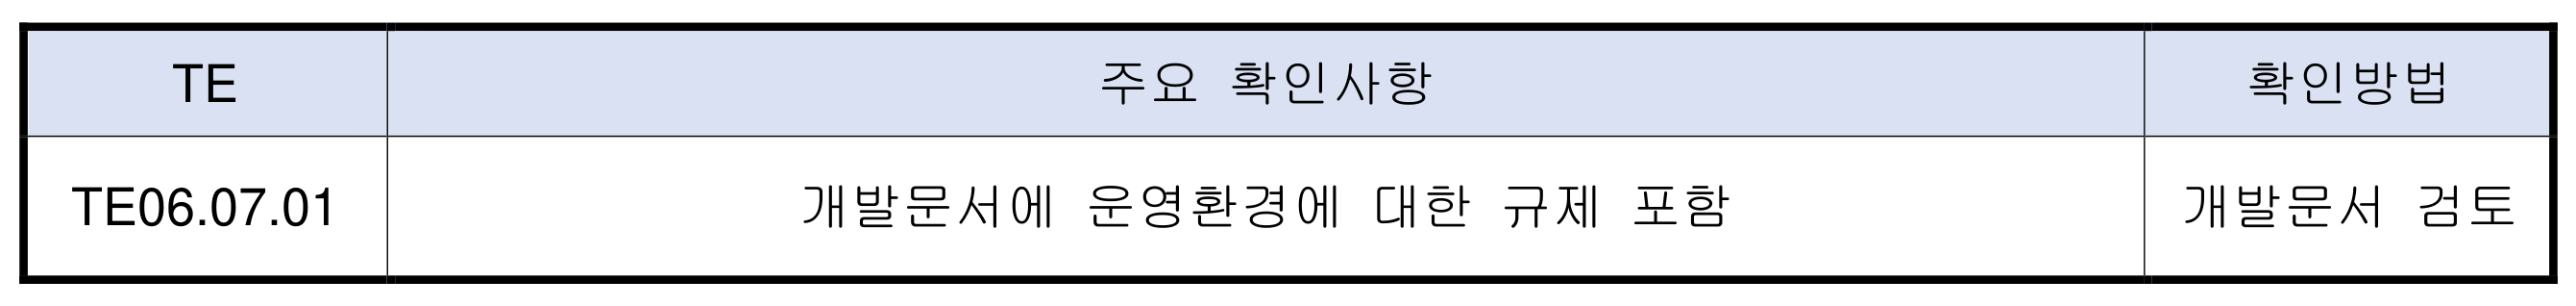 TE 주요 확인사항 확인방법
TE06.07.01 개발문서에 운영환경에 대한 규제 포함 개발문서 검토